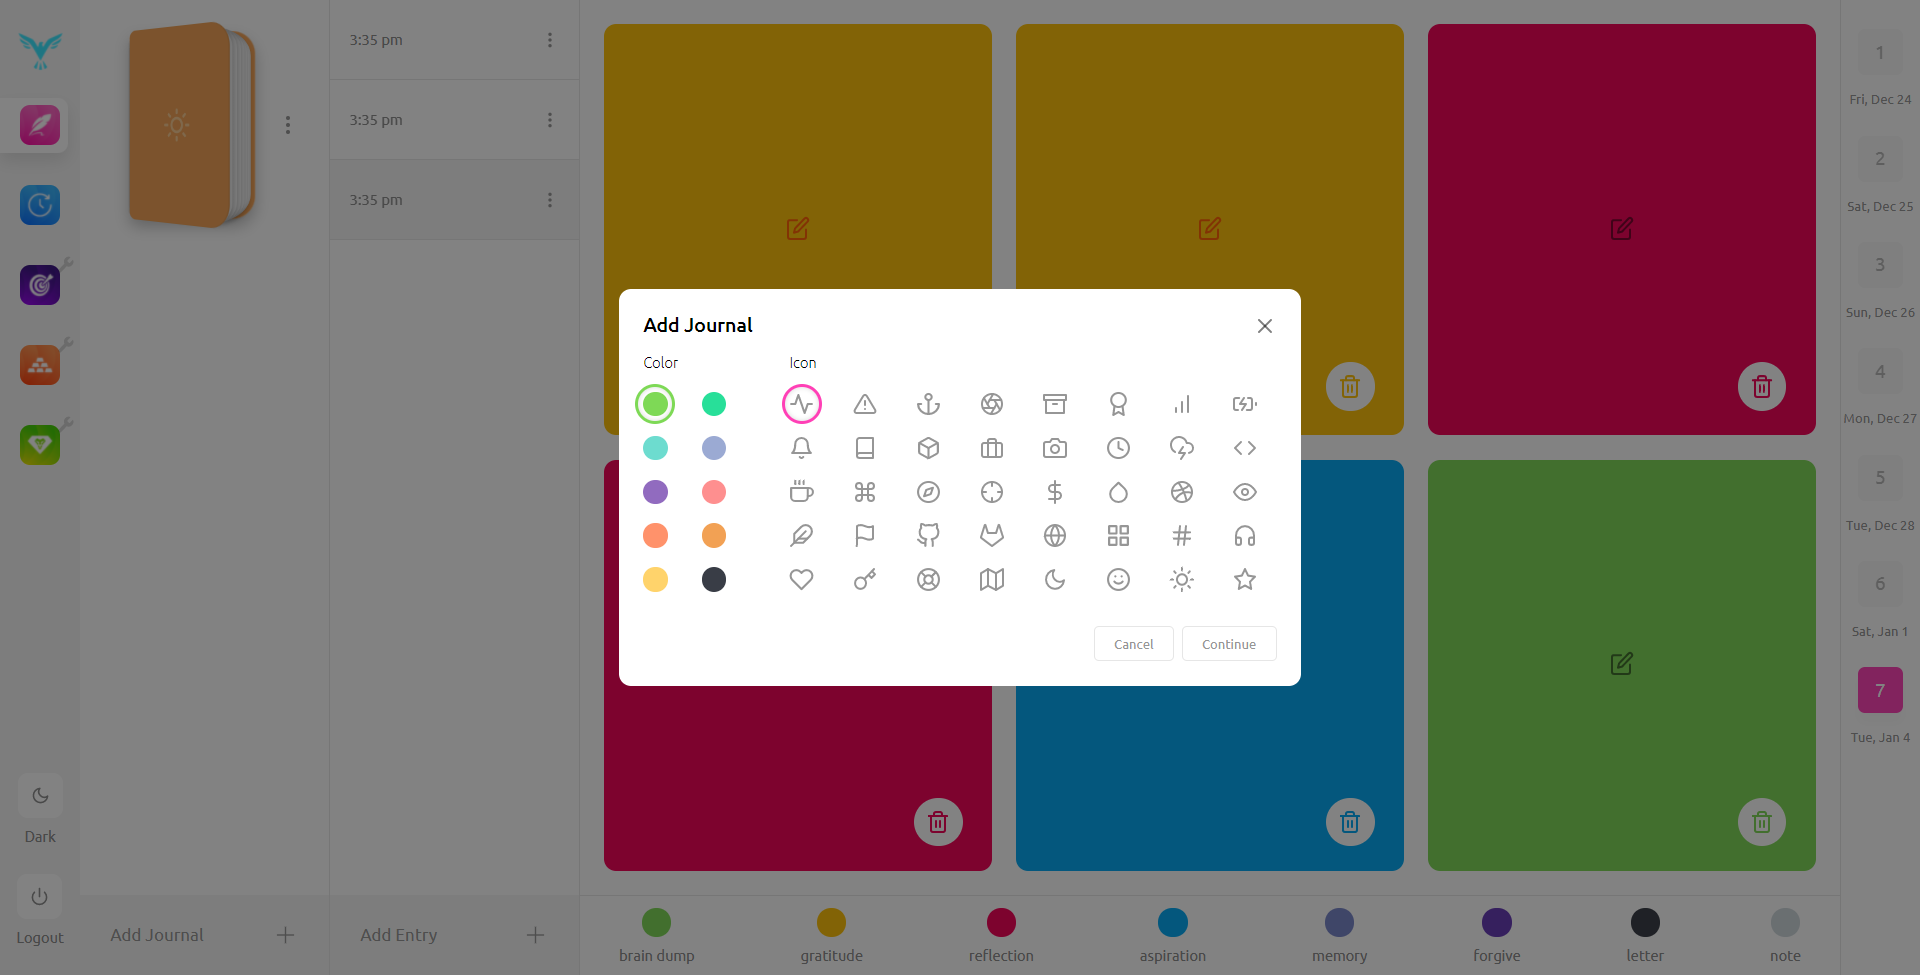 3:35 pm
3:35 pm
3:35 pm
Add Journal
Color
Icon
Cancel
Continue
1
Fri, Dec 24
2
Sat, Dec 25
3
Sun, Dec 26
4
Mon, Dec 27
5
Tue, Dec 28
6
Sat, Jan 1
7
Tue, Jan 4
Dark
Logout
Add Journal
Add Entry
brain dump
gratitude
reflection
aspiration
memory
forgive
letter
note